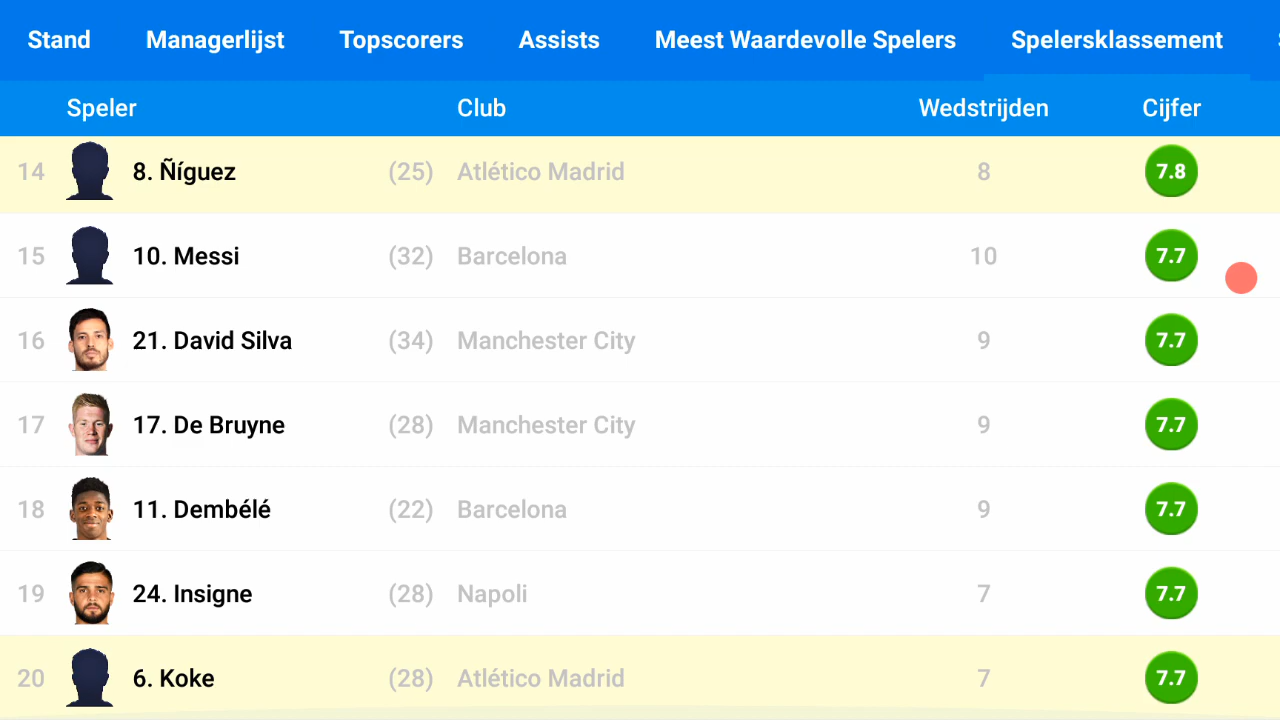 Stand Managerlijst Topscorers Assists Meest Waardevolle Spelers Spelersklassement
Speler Club Wedstrijden Cijfer
14 8. Ñíguez (25) Atlético Madrid 8 7.8
15 10. Messi (32) Barcelona 10 7.7
16 21. David Silva (34) Manchester City 9 7.7
17 17. De Bruyne (28) Manchester City 9 7.7
18 11. Dembélé (22) Barcelona 9 7.7
19 24. Insigne (28) Napoli 7 7.7
20 6. Koke (28) Atlético Madrid 7 7.7